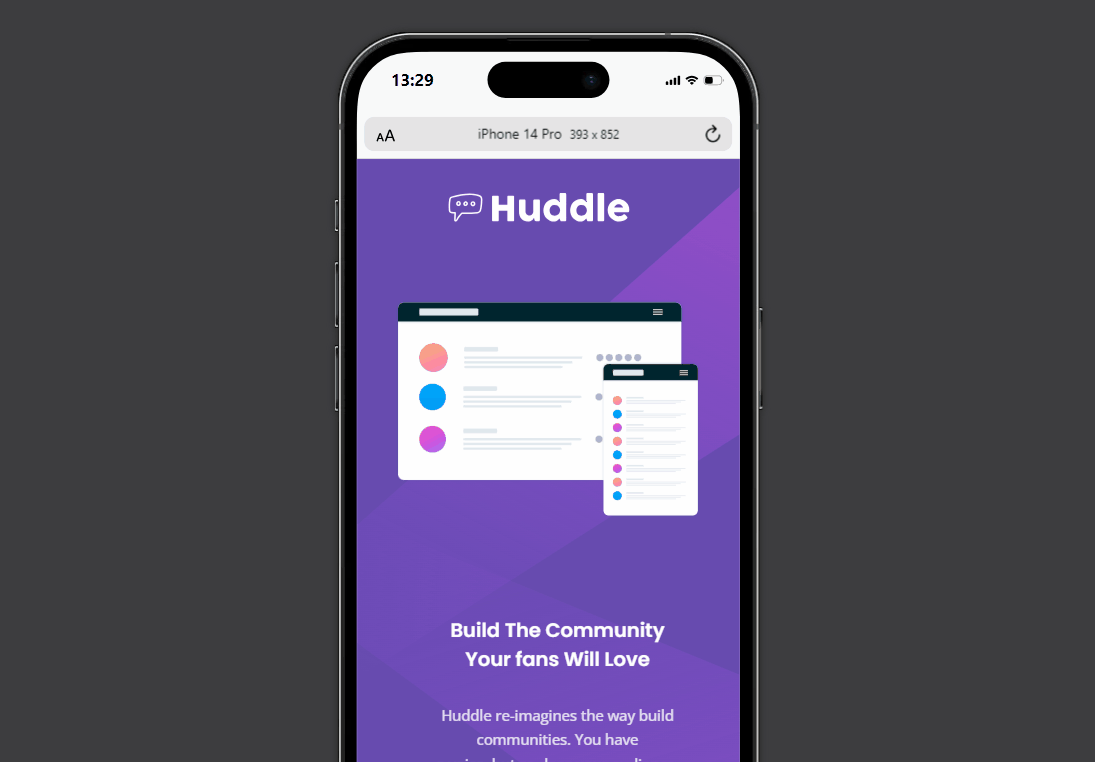 13:29
AA
iPhone 14 Pro 393 x 852
Huddle
Build The Community
Your fans Will Love
Huddle re-imagines the way build
communities. You have